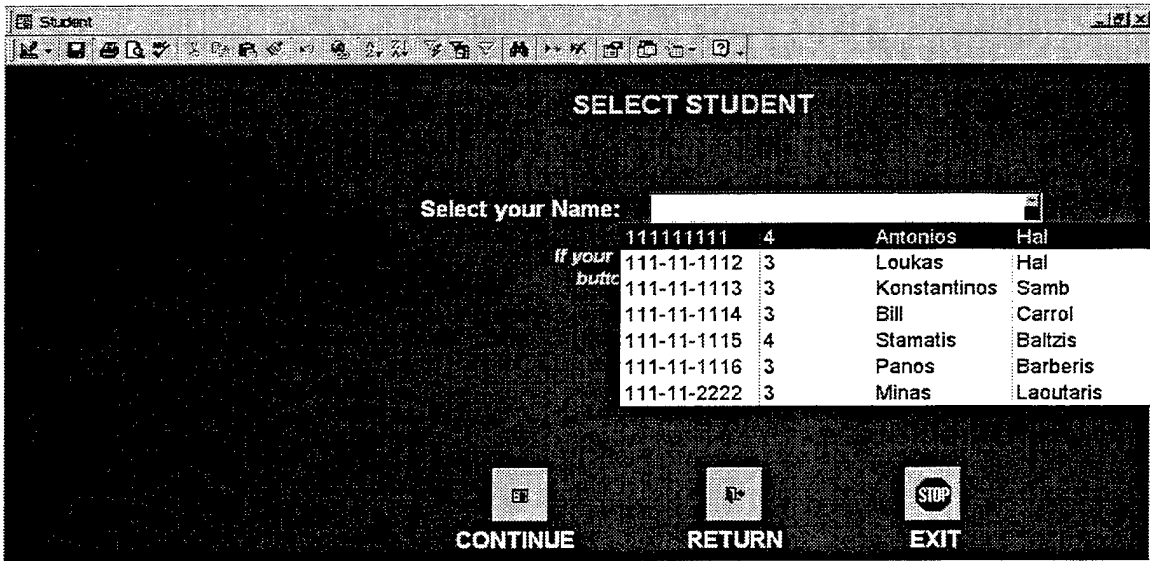 Student
SELECT STUDENT
Select your Name:
111111111 4 Antonios Hal
If your
111-11-1112 3 Loukas Hal
butto
111-11-1113 3 Konstantinos Samb
111-11-1114 3 Bill Carrol
111-11-1115 4 Stamatis Baltzis
111-11-1116 3 Panos Barberis
111-11-2222 3 Minas Laoutaris
STOP
CONTINUE RETURN EXIT